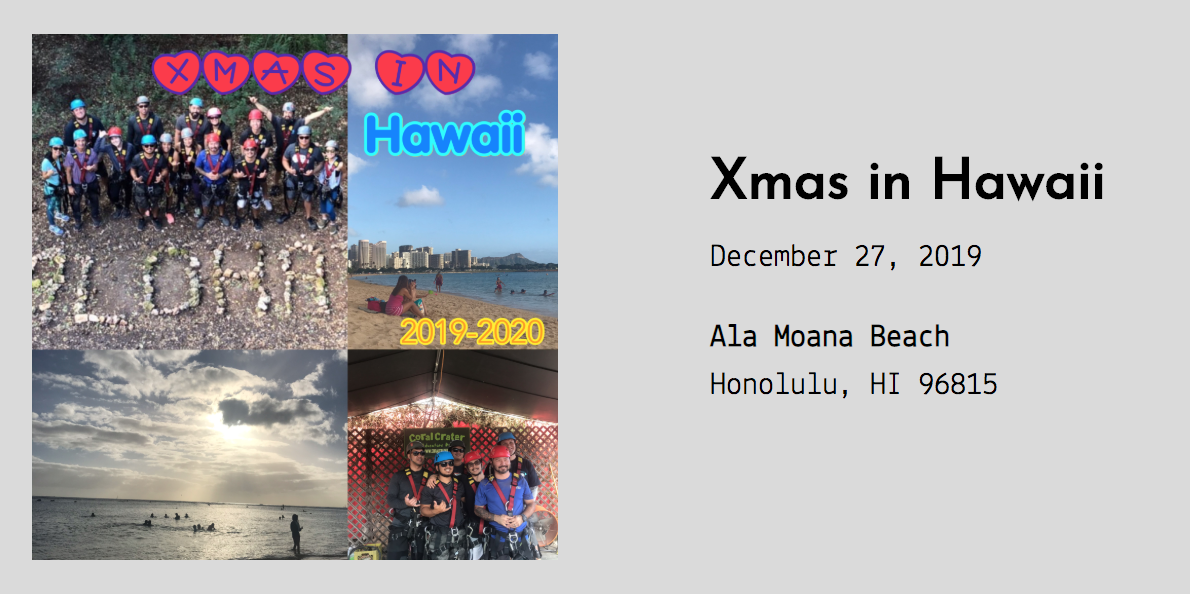 XMAS IN
Hawaii
ALOHA
2019-2020
Coral Crater
Xmas in Hawaii
December 27, 2019
Ala Moana Beach
Honolulu, HI 96815